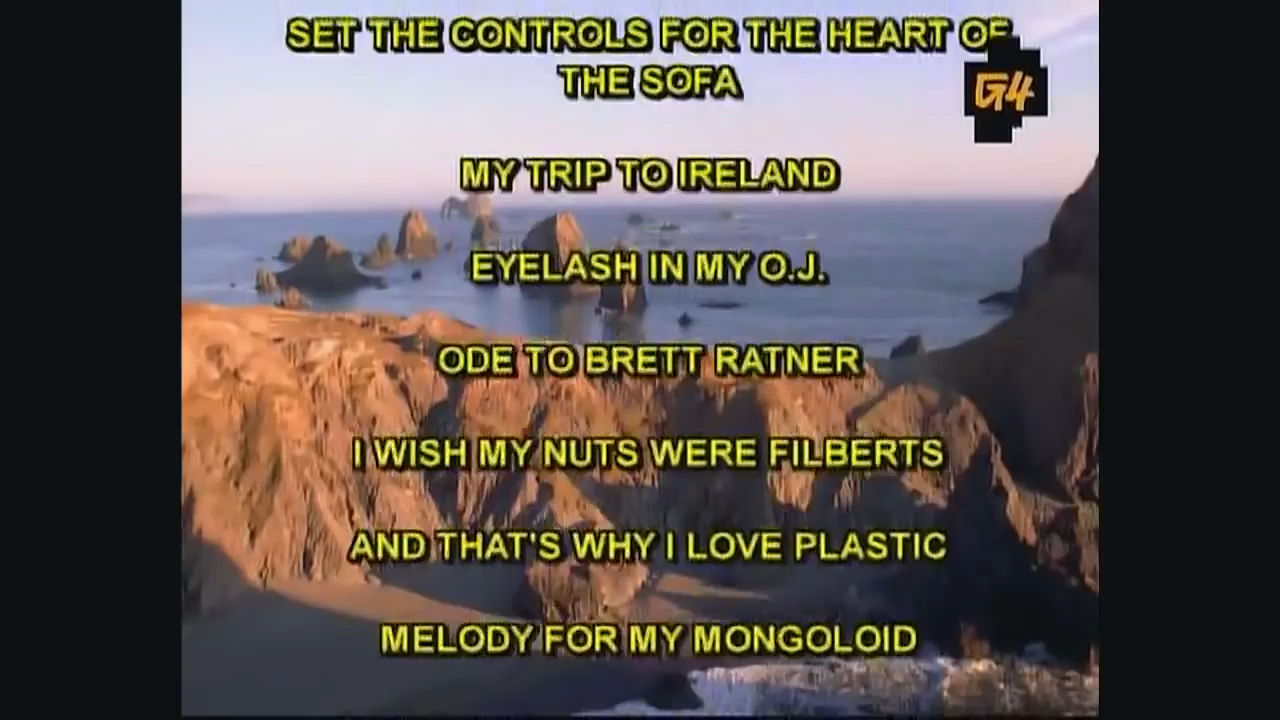 SET THE CONTROLS FOR THE HEART OF
THE SOFA
G4
MY TRIP TO IRELAND
EYELASH IN MY O.J.
ODE TO BRETT RATNER
I WISH MY NUTS WERE FILBERTS
AND THAT'S WHY I LOVE PLASTIC
MELODY FOR MY MONGOLOID